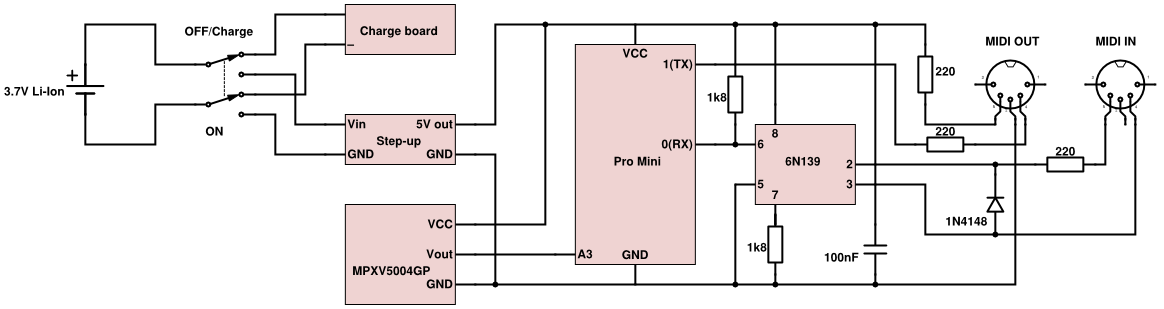 OFF/Charge
+
3.7V Li-Ion
ON
Charge board
–
Vin
5V out
Step-up
GND
GND
VCC
Vout
MPXV5004GP
GND
VCC
1(TX)
0(RX)
Pro Mini
A3
GND
1k8
8
6
6N139
2
5
3
7
1k8
100nF
220
220
1N4148
220
MIDI OUT
MIDI IN